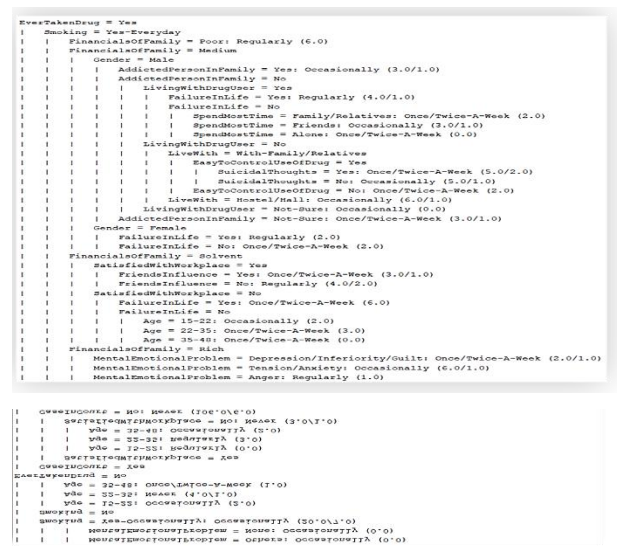 EverTakenDrug = Yes
|   Smoking = Yes-Everyday
|   |   FinancialsOfFamily = Poor: Regularly (6.0)
|   |   FinancialsOfFamily = Medium
|   |   |   Gender = Male
|   |   |   |   AddictedPersonInFamily = Yes: Occasionally (3.0/1.0)
|   |   |   |   AddictedPersonInFamily = No
|   |   |   |   |   LivingWithDrugUser = Yes
|   |   |   |   |   |   FailureInLife = Yes: Regularly (4.0/1.0)
|   |   |   |   |   |   FailureInLife = No
|   |   |   |   |   |   |   SpendMostTime = Family/Relatives: Once/Twice-A-Week (2.0)
|   |   |   |   |   |   |   SpendMostTime = Friends: Occasionally (3.0/1.0)
|   |   |   |   |   |   |   SpendMostTime = Alone: Once/Twice-A-Week (0.0)
|   |   |   |   |   LivingWithDrugUser = No
|   |   |   |   |   |   LiveWith = With-Family/Relatives
|   |   |   |   |   |   |   EasyToControlUseOfDrug = Yes
|   |   |   |   |   |   |   |   SuicidalThoughts = Yes: Once/Twice-A-Week (5.0/2.0)
|   |   |   |   |   |   |   |   SuicidalThoughts = No: Occasionally (5.0/1.0)
|   |   |   |   |   |   |   EasyToControlUseOfDrug = No: Once/Twice-A-Week (2.0)
|   |   |   |   |   |   LiveWith = Hostel/Hall: Occasionally (6.0/1.0)
|   |   |   |   |   LivingWithDrugUser = Not-Sure: Occasionally (0.0)
|   |   |   |   AddictedPersonInFamily = Not-Sure: Once/Twice-A-Week (3.0/1.0)
|   |   |   Gender = Female
|   |   |   |   FailureInLife = Yes: Regularly (2.0)
|   |   |   |   FailureInLife = No: Once/Twice-A-Week (2.0)
|   |   FinancialsOfFamily = Solvent
|   |   |   SatisfiedWithWorkplace = Yes
|   |   |   |   FriendsInfluence = Yes: Once/Twice-A-Week (3.0/1.0)
|   |   |   |   FriendsInfluence = No: Regularly (4.0/2.0)
|   |   |   SatisfiedWithWorkplace = No
|   |   |   |   FailureInLife = Yes: Once/Twice-A-Week (6.0)
|   |   |   |   FailureInLife = No
|   |   |   |   |   Age = 15-22: Occasionally (2.0)
|   |   |   |   |   Age = 22-35: Once/Twice-A-Week (3.0)
|   |   |   |   |   Age = 35-48: Once/Twice-A-Week (0.0)
|   |   FinancialsOfFamily = Rich
|   |   |   MentalEmotionalProblem = Depression/Inferiority/Guilt: Once/Twice-A-Week (2.0/1.0)
|   |   |   MentalEmotionalProblem = Tension/Anxiety: Occasionally (6.0/1.0)
|   |   |   MentalEmotionalProblem = Anger: Regularly (1.0)
|   |   |   MentalEmotionalProblem = Others: Occasionally (0.0)
|   |   |   MentalEmotionalProblem = None: Occasionally (0.0)
|   Smoking = Yes-Occasionally: Occasionally (20.0/1.0)
|   Smoking = No
|   |   Age = 15-22: Occasionally (2.0)
|   |   Age = 22-35: Never (4.0/1.0)
|   |   Age = 35-48: Once/Twice-A-Week (1.0)
EverTakenDrug = No
|   CaseInCourt = Yes
|   |   SatisfiedWithWorkplace = Yes
|   |   |   Age = 15-22: Regularly (0.0)
|   |   |   Age = 22-35: Regularly (2.0)
|   |   |   Age = 35-48: Occasionally (2.0)
|   |   SatisfiedWithWorkplace = No: Never (3.0/1.0)
|   CaseInCourt = No: Never (106.0/6.0)